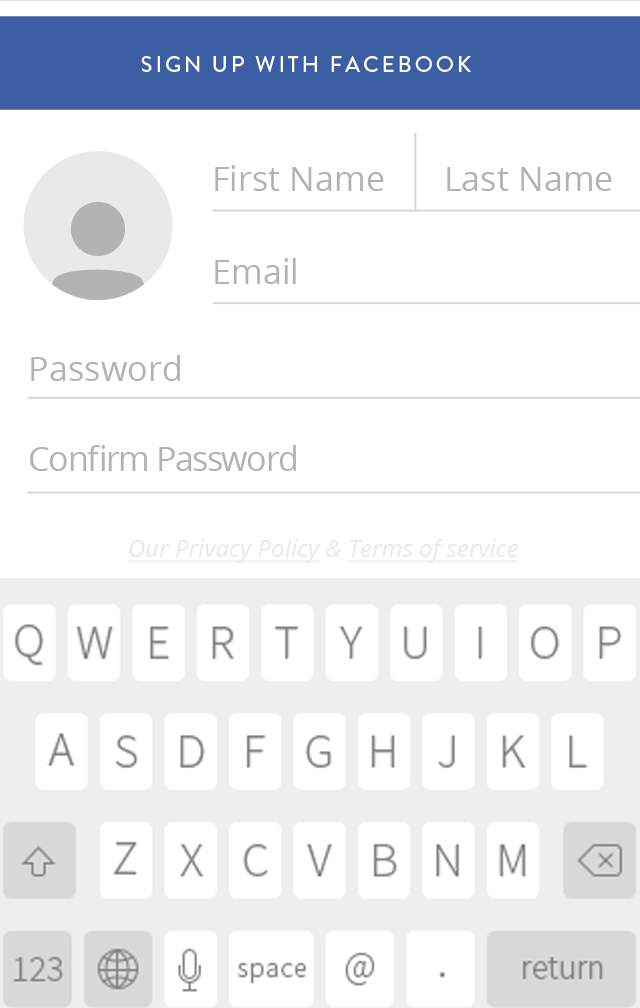 SIGN UP WITH FACEBOOK
First Name Last Name
Email
Password
Confirm Password
Our Privacy Policy & Terms of service
Q W E R T Y U I O P
A S D F G H J K L
Z X C V B N M
123 space @ . return